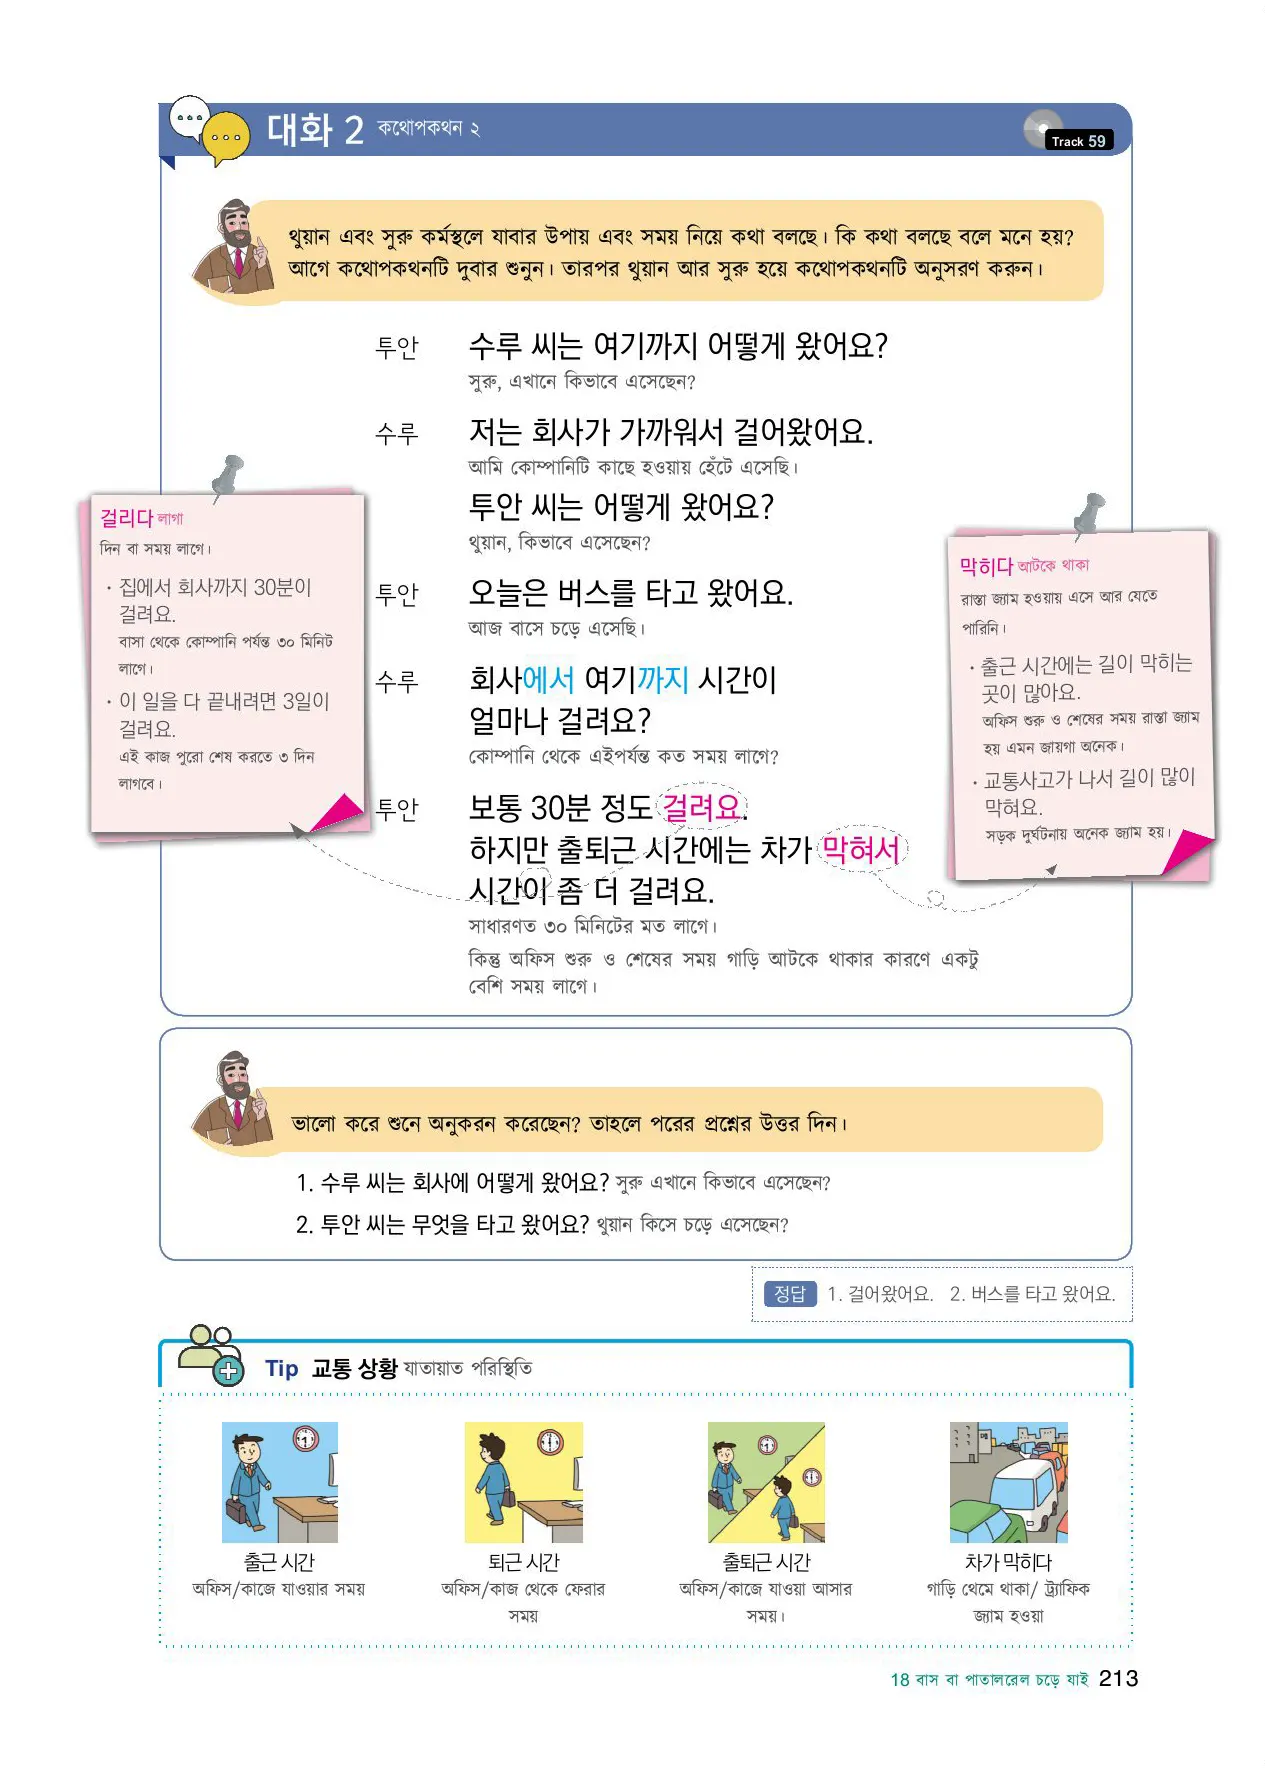 대화 2 কথোপকথন ২
Track 59
থুয়ান এবং সুরু কর্মস্থলে যাবার উপায় এবং সময় নিয়ে কথা বলছে। কি কথা বলছে বলে মনে হয়?
আগে কথোপকথনটি দুবার শুনুন। তারপর থুয়ান আর সুরু হয়ে কথোপকথনটি অনুসরণ করুন।
투안 수루 씨는 여기까지 어떻게 왔어요?
সুরু, এখানে কিভাবে এসেছেন?
수루 저는 회사가 가까워서 걸어왔어요.
আমি কোম্পানিটি কাছে হওয়ায় হেঁটে এসেছি।
투안 씨는 어떻게 왔어요?
থুয়ান, কিভাবে এসেছেন?
투안 오늘은 버스를 타고 왔어요.
আজ বাসে চড়ে এসেছি।
수루 회사에서 여기까지 시간이
얼마나 걸려요?
কোম্পানি থেকে এইপর্যন্ত কত সময় লাগে?
투안 보통 30분 정도 걸려요.
하지만 출퇴근 시간에는 차가 막혀서
시간이 좀 더 걸려요.
সাধারণত ৩০ মিনিটের মত লাগে।
কিন্তু অফিস শুরু ও শেষের সময় গাড়ি আটকে থাকার কারণে একটু
বেশি সময় লাগে।
걸리다 লাগা
দিন বা সময় লাগে।
· 집에서 회사까지 30분이
걸려요.
বাসা থেকে কোম্পানি পর্যন্ত ৩০ মিনিট
লাগে।
· 이 일을 다 끝내려면 3일이
걸려요.
এই কাজ পুরো শেষ করতে ৩ দিন
লাগবে।
막히다 আটকে থাকা
রাস্তা জ্যাম হওয়ায় এসে আর যেতে
পারিনি।
· 출근 시간에는 길이 막히는
곳이 많아요.
অফিস শুরু ও শেষের সময় রাস্তা জ্যাম
হয় এমন জায়গা অনেক।
· 교통사고가 나서 길이 많이
막혀요.
সড়ক দুর্ঘটনায় অনেক জ্যাম হয়।
ভালো করে শুনে অনুকরন করেছেন? তাহলে পরের প্রশ্নের উত্তর দিন।
1. 수루 씨는 회사에 어떻게 왔어요? সুরু এখানে কিভাবে এসেছেন?
2. 투안 씨는 무엇을 타고 왔어요? থুয়ান কিসে চড়ে এসেছেন?
정답 1. 걸어왔어요. 2. 버스를 타고 왔어요.
Tip 교통 상황 যাতায়াত পরিস্থিতি
출근 시간
অফিস/কাজে যাওয়ার সময়
퇴근 시간
অফিস/কাজ থেকে ফেরার
সময়
출퇴근 시간
অফিস/কাজে যাওয়া আসার
সময়।
차가 막히다
গাড়ি থেমে থাকা/ ট্র্যাফিক
জ্যাম হওয়া
18 বাস বা পাতালরেল চড়ে যাই 213